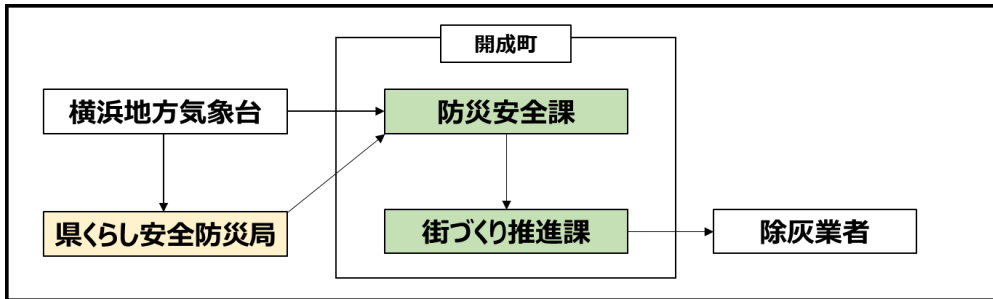 開成町
横浜地方気象台
防災安全課
県くらし安全防災局
街づくり推進課
除灰業者